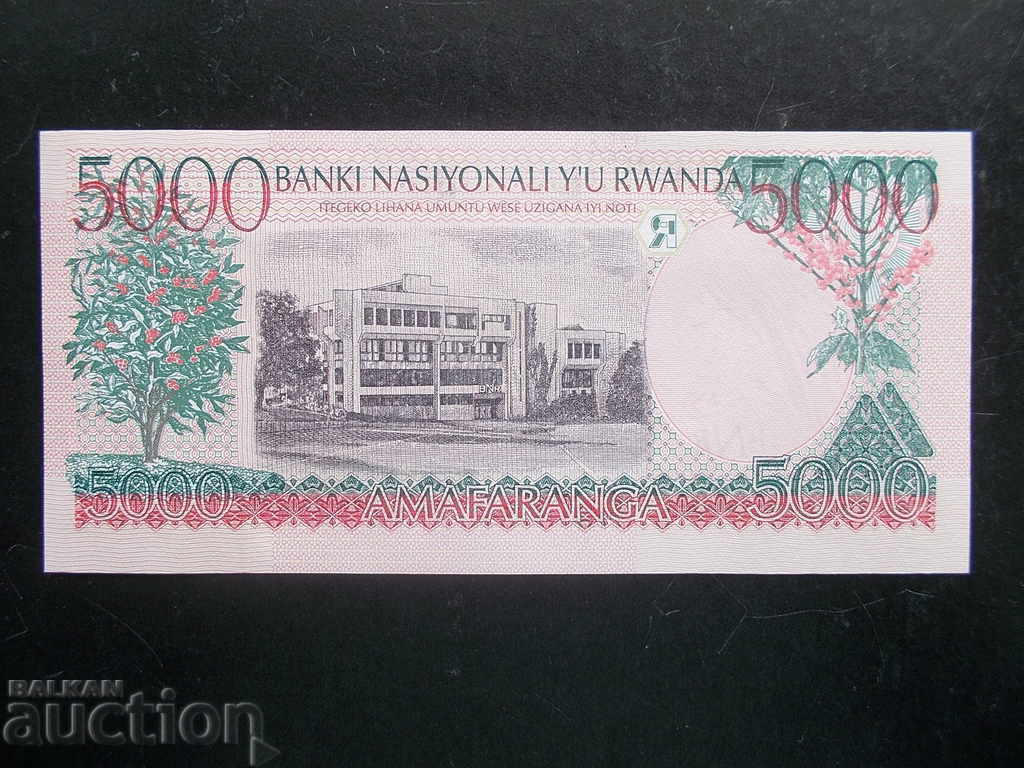 5000 BANKI NASIYONALI Y'U RWANDA 5000
ITEGEKO LIHANA UMUNTU WESE UZIGANA IYI NOTI
R
BNR
5000 AMAFARANGA 5000
BALKAN
auction